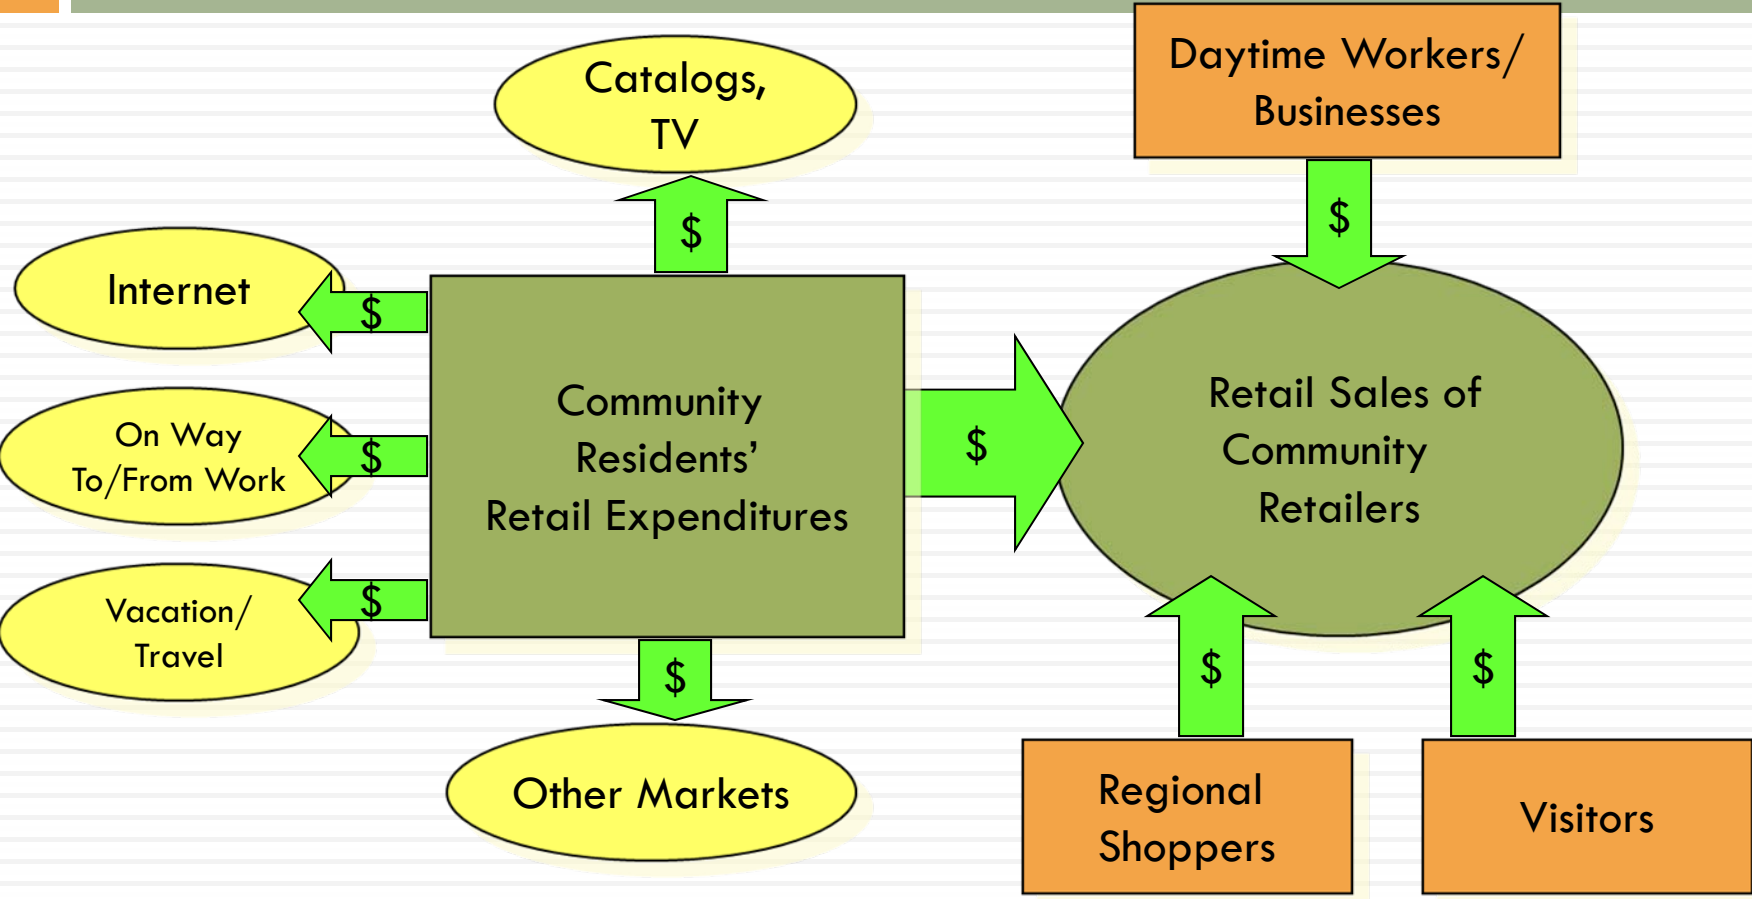 Catalogs,
TV
Daytime Workers/
Businesses
$
$
Internet
$
Community
Residents’
Retail Expenditures
$
Retail Sales of
Community
Retailers
On Way
To/From Work
$
Vacation/
Travel
$
$
$
$
Other Markets
Regional
Shoppers
Visitors